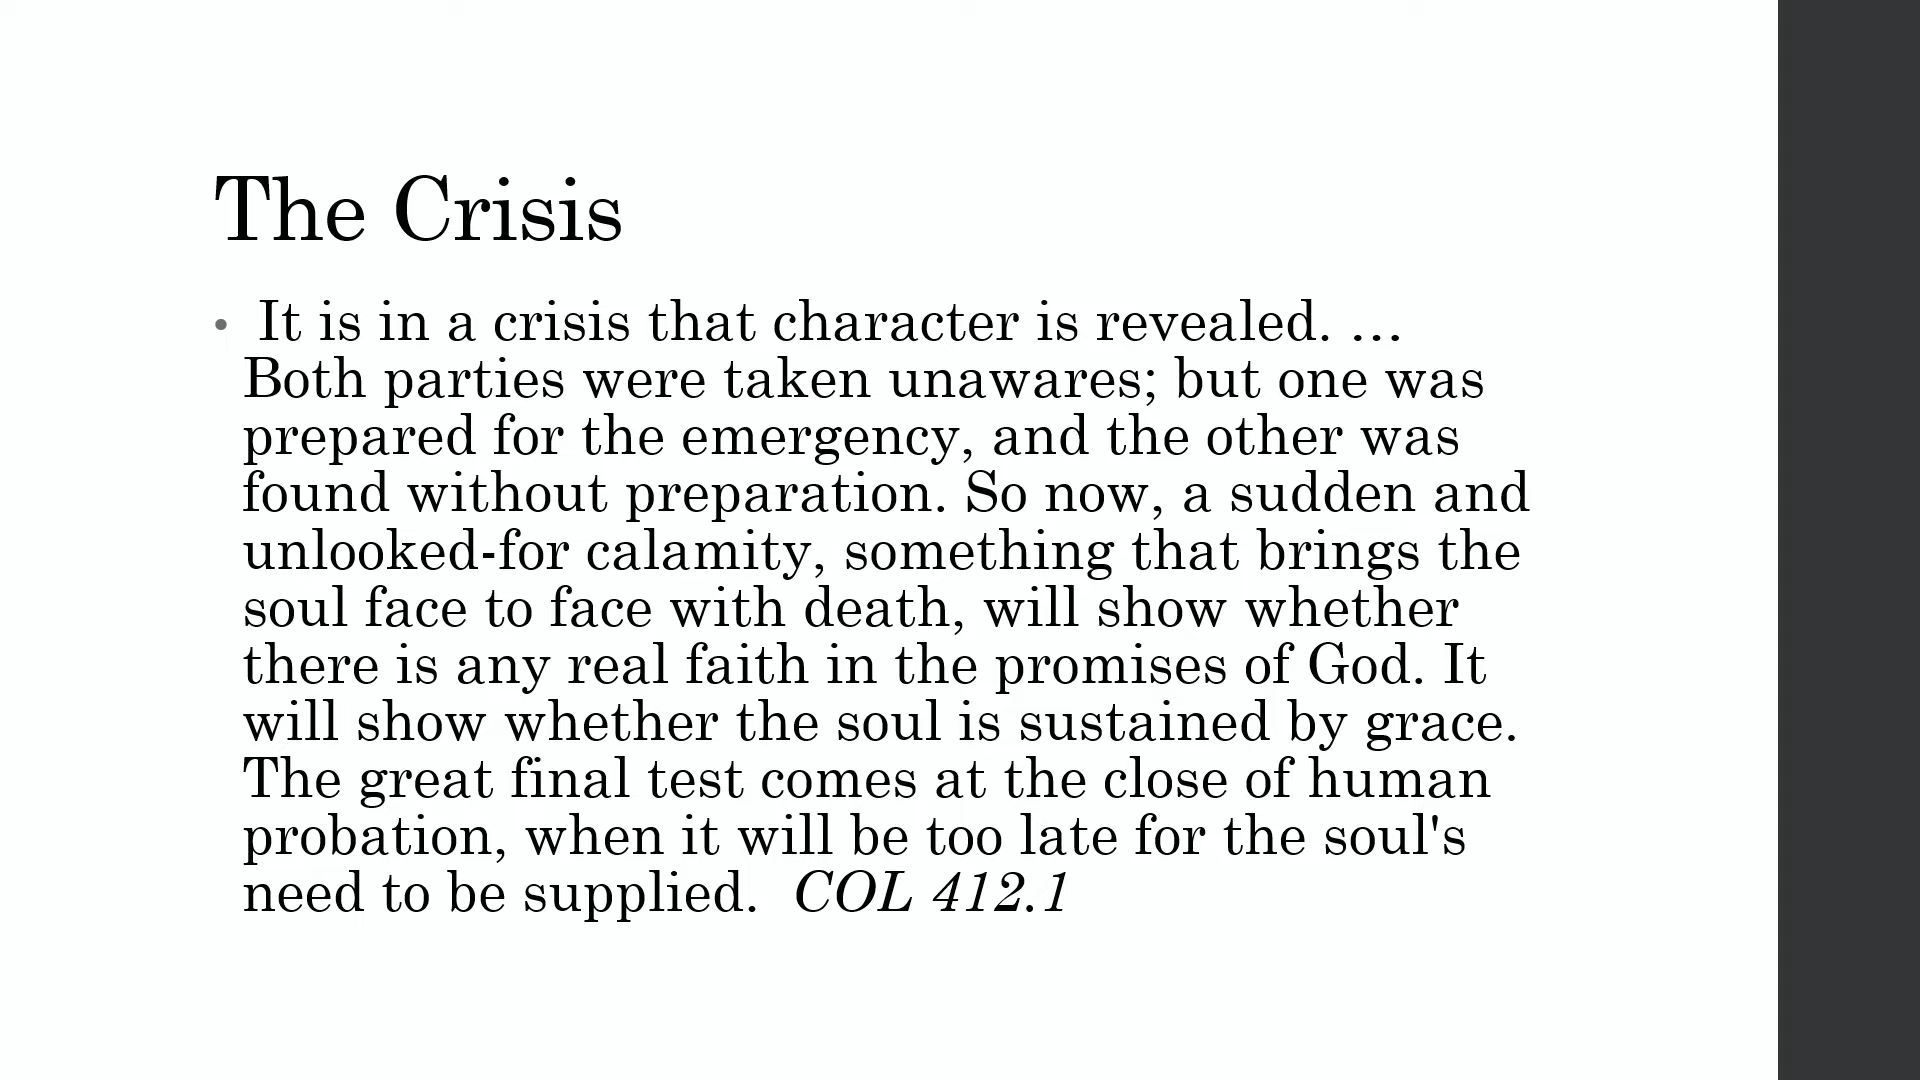 The Crisis
• It is in a crisis that character is revealed. ...
Both parties were taken unawares; but one was
prepared for the emergency, and the other was
found without preparation. So now, a sudden and
unlooked-for calamity, something that brings the
soul face to face with death, will show whether
there is any real faith in the promises of God. It
will show whether the soul is sustained by grace.
The great final test comes at the close of human
probation, when it will be too late for the soul's
need to be supplied.  COL 412.1